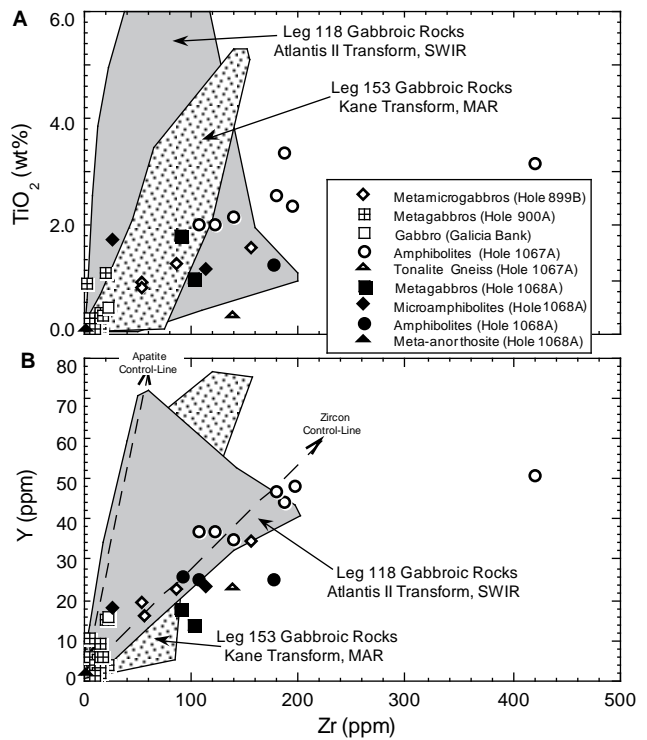 A
6.0
4.0
2.0
0.0
TiO2 (wt%)
Leg 118 Gabbroic Rocks
Atlantis II Transform, SWIR
Leg 153 Gabbroic Rocks
Kane Transform, MAR
Metamicrogabbros (Hole 899B)
Metagabbros (Hole 900A)
Gabbro (Galicia Bank)
Amphibolites (Hole 1067A)
Tonalite Gneiss (Hole 1067A)
Metagabbros (Hole 1068A)
Microamphibolites (Hole 1068A)
Amphibolites (Hole 1068A)
Meta-anorthosite (Hole 1068A)
B
80
70
60
50
40
30
20
10
0
Y (ppm)
Apatite
Control-Line
Zircon
Control-Line
Leg 118 Gabbroic Rocks
Atlantis II Transform, SWIR
Leg 153 Gabbroic Rocks
Kane Transform, MAR
0 100 200 300 400 500
Zr (ppm)